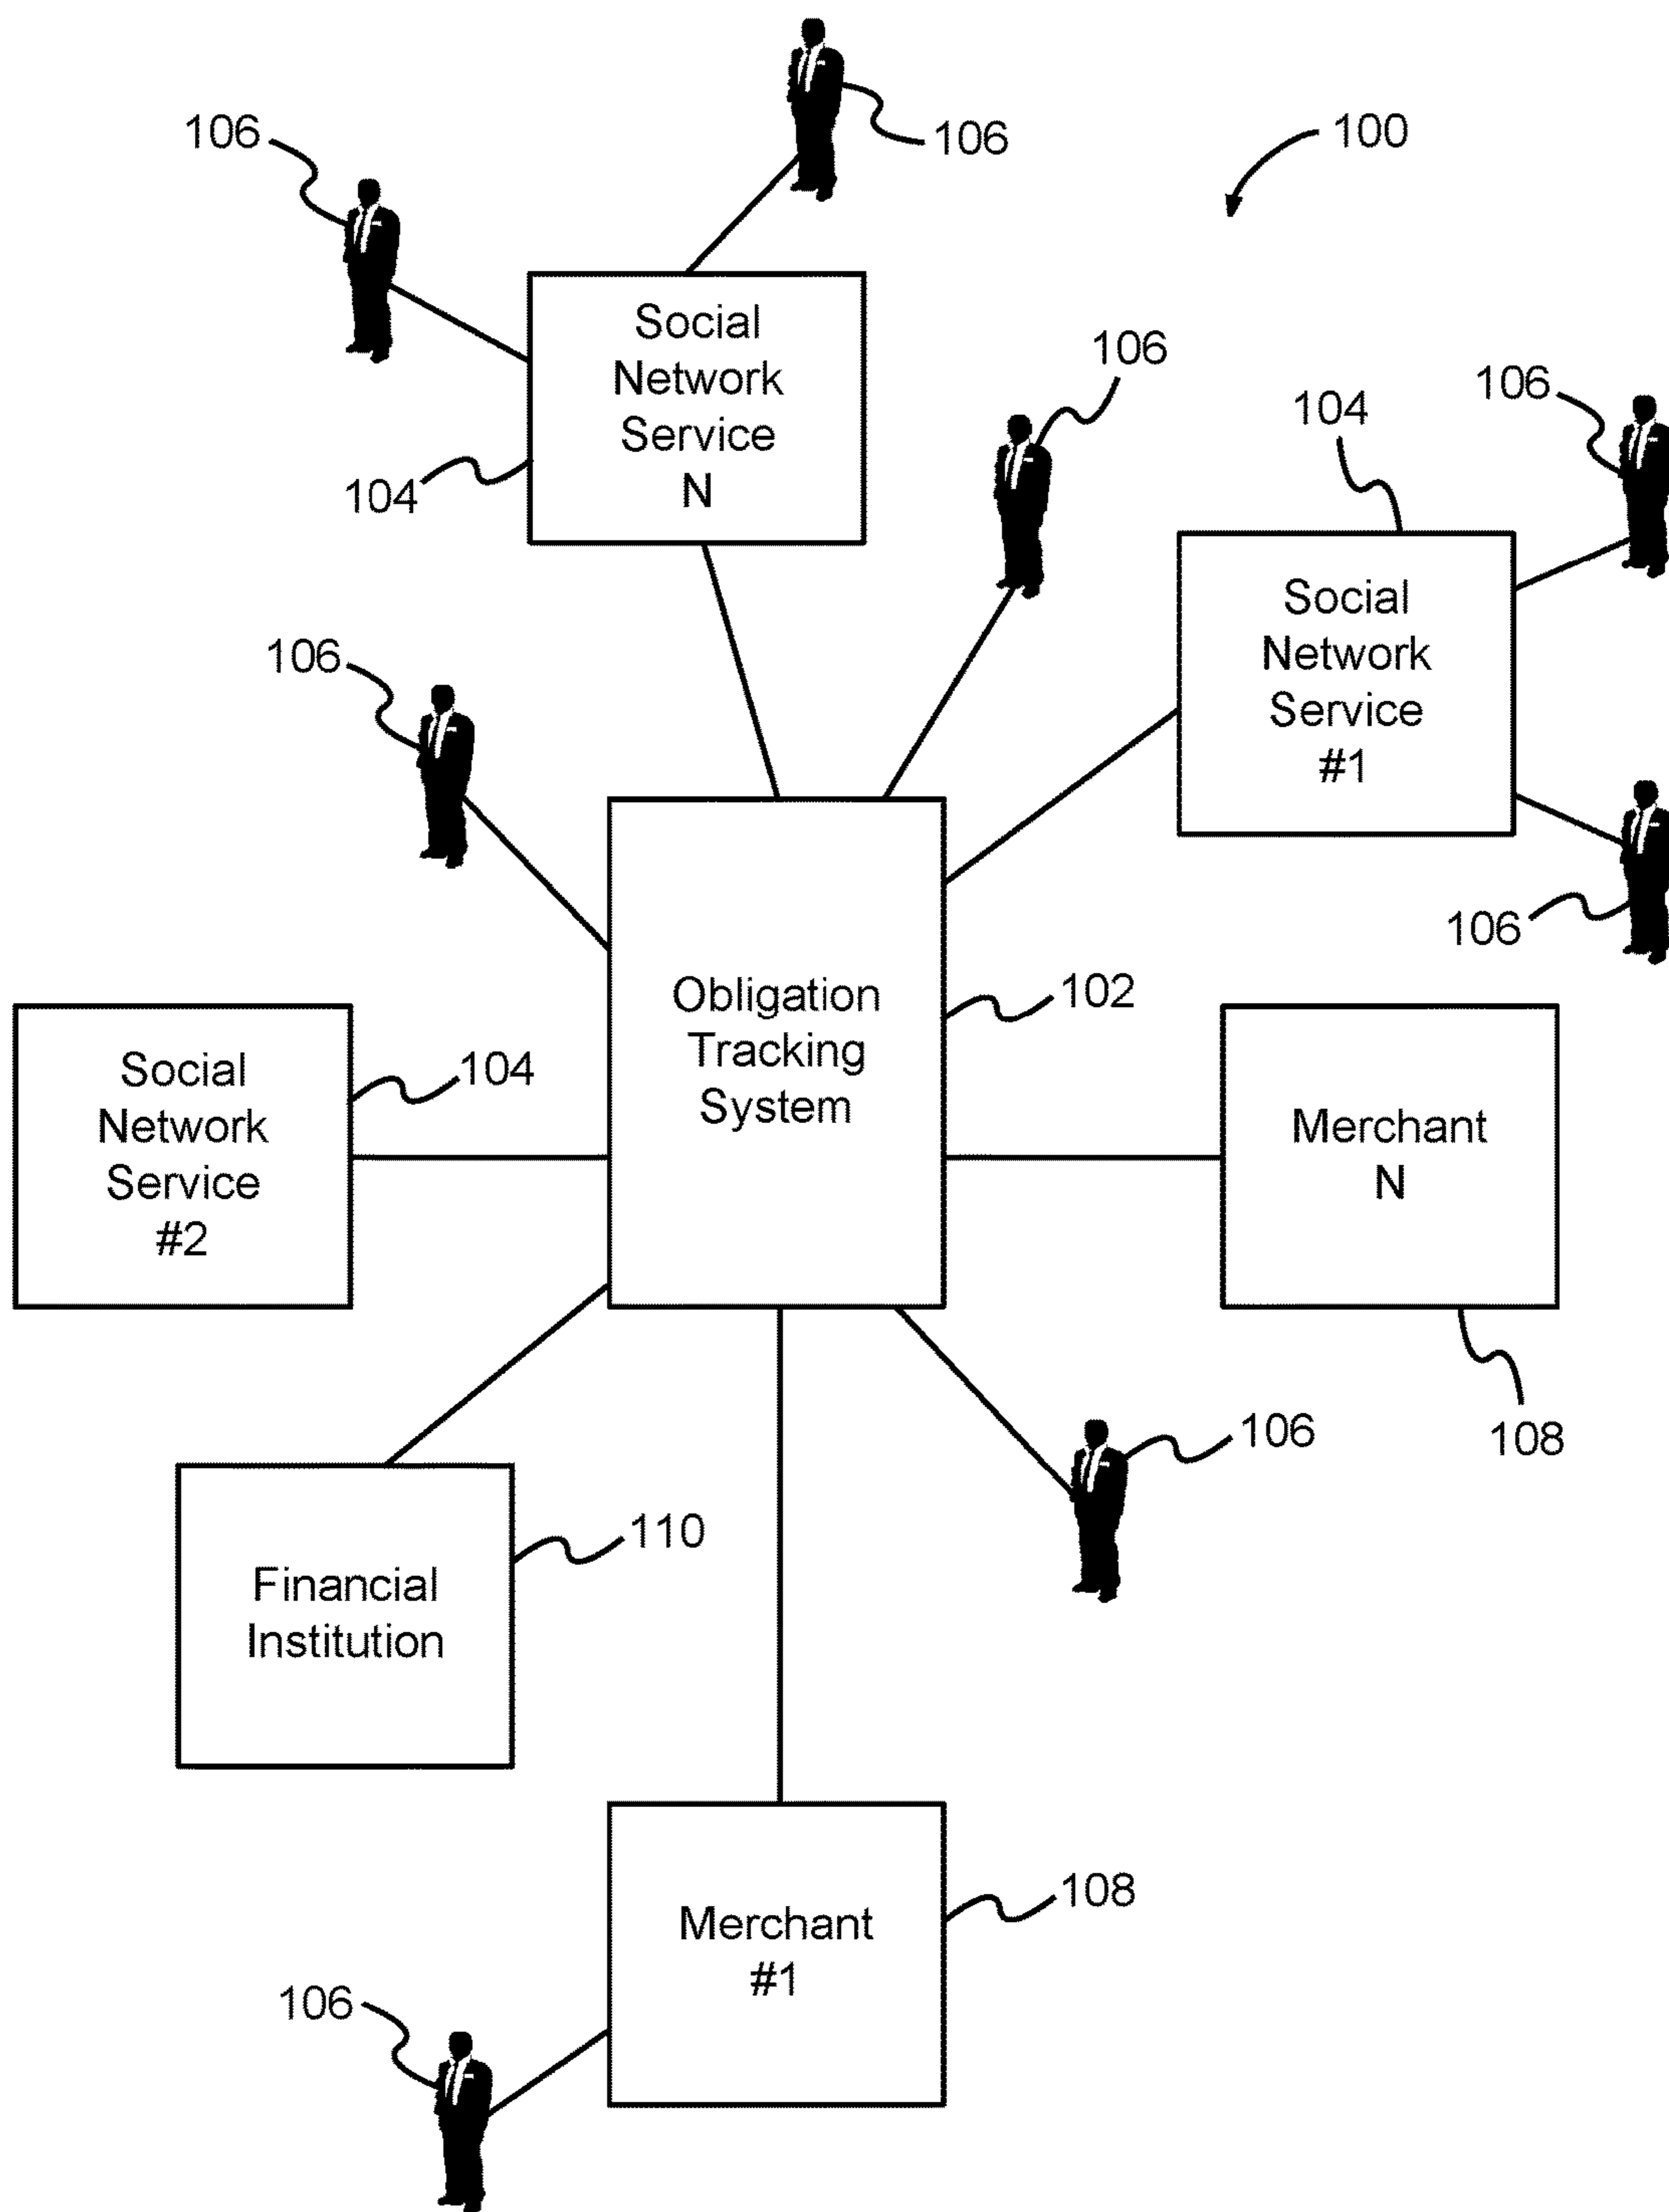 106
106
100
Social
Network
Service
N
104
106
104
106
Social
Network
Service
#1
106
106
Obligation
Tracking
System
102
Social
Network
Service
#2
104
Merchant
N
108
106
Financial
Institution
110
Merchant
#1
108
106